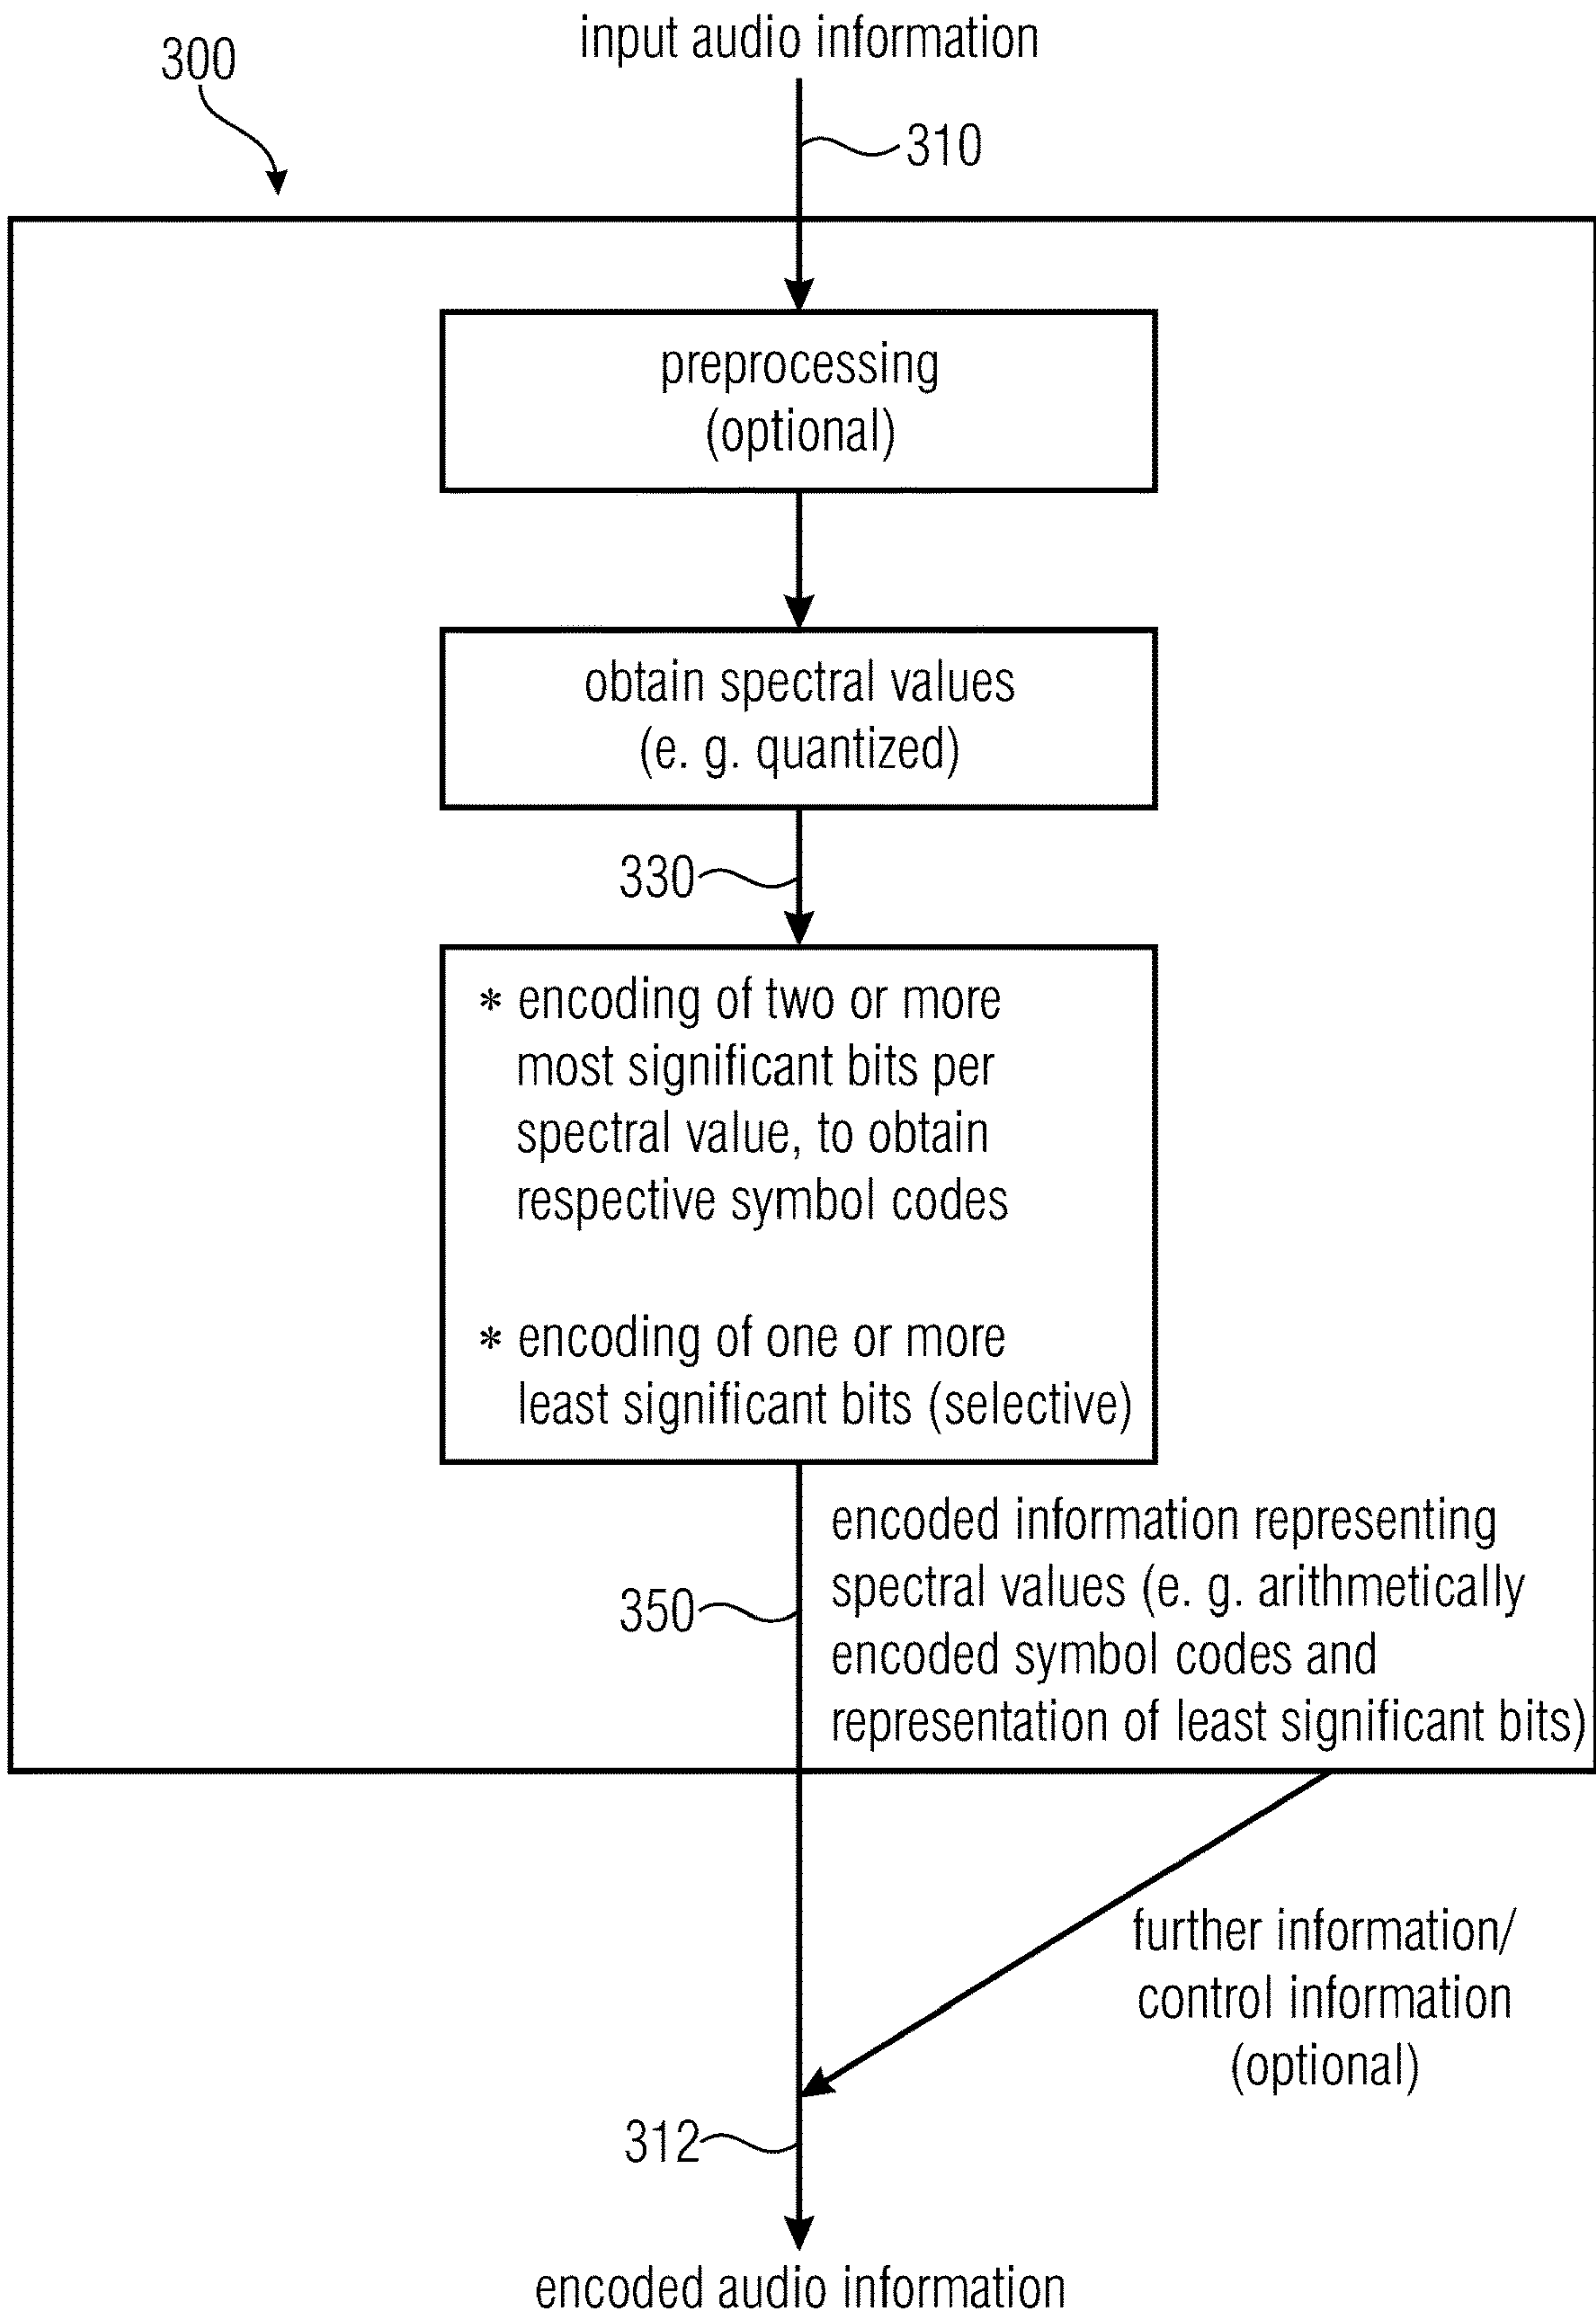 input audio information
300
310
preprocessing
(optional)
obtain spectral values
(e. g. quantized)
330
* encoding of two or more
most significant bits per
spectral value, to obtain
respective symbol codes
* encoding of one or more
least significant bits (selective)
encoded information representing
spectral values (e. g. arithmetically
encoded symbol codes and
representation of least significant bits)
350
further information/
control information
(optional)
312
encoded audio information